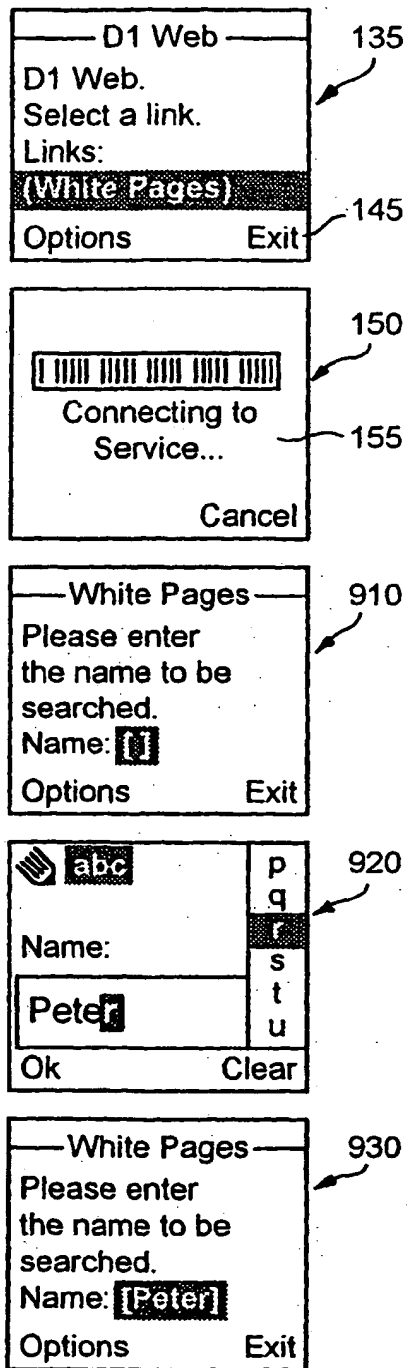 D1 Web
135
D1 Web.
Select a link.
Links:
(White Pages)
145
Options Exit
150
Connecting to
155
Service...
Cancel
White Pages
910
Please enter
the name to be
searched.
Name: [ ]
Options Exit
abc
p
920
q
r
Name:
s
t
Peter
u
Ok Clear
White Pages
930
Please enter
the name to be
searched.
Name: [Peter]
Options Exit